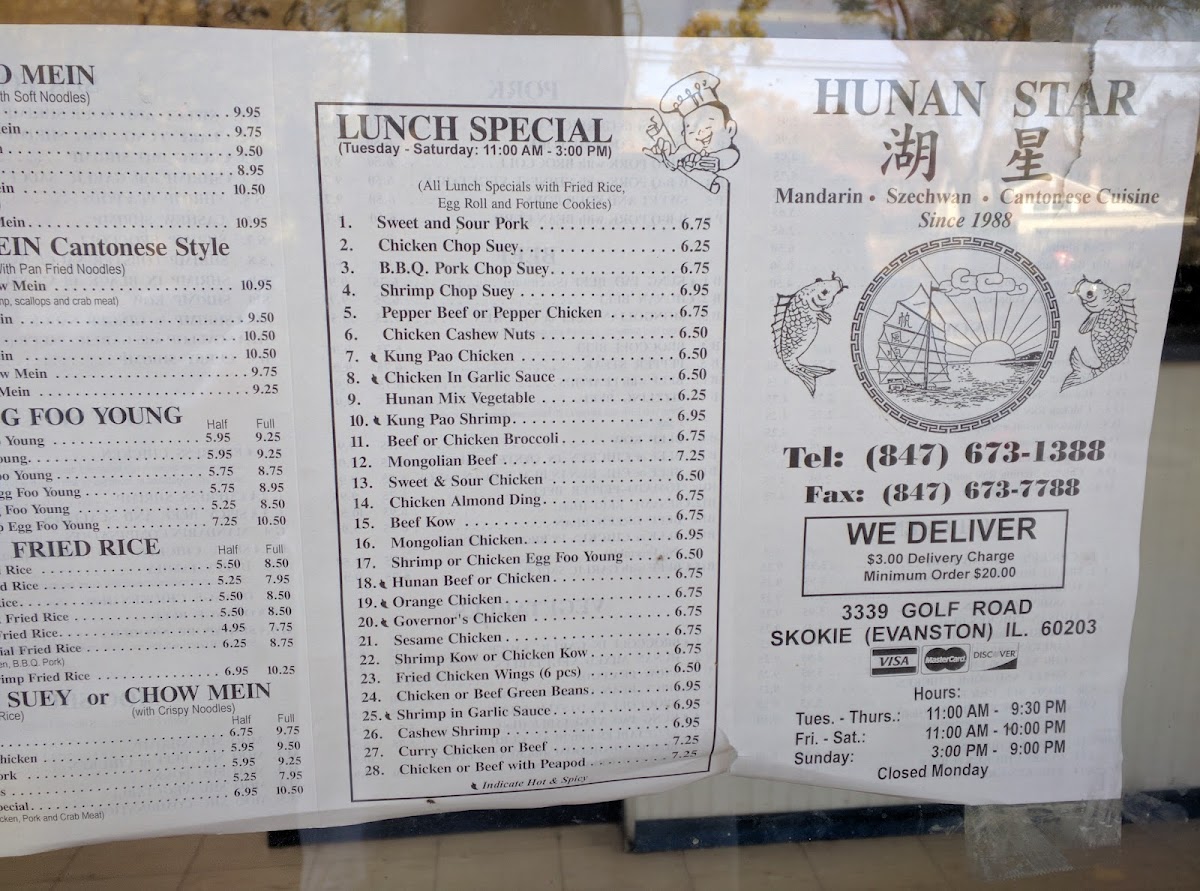 O MEIN
th Soft Noodles)
9.95
ein 9.75
n 9.50
8.95
ein 10.50
Mein 10.95
EIN Cantonese Style
With Pan Fried Noodles)
w Mein 10.95
mp, scallops and crab meat)
in 9.50
10.50
in 10.50
w Mein 9.75
Mein 9.25
G FOO YOUNG Half Full
Young 5.95 9.25
oung 5.95 9.25
oo Young 5.75 8.75
gg Foo Young 5.75 8.95
Foo Young 5.25 8.50
o Egg Foo Young 7.25 10.50
FRIED RICE Half Full
Rice 5.50 8.50
d Rice 5.25 7.95
ice 5.50 8.50
Fried Rice 5.50 8.50
Fried Rice 4.95 7.75
ial Fried Rice 6.25 8.75
en, B.B.Q. Pork)
rimp Fried Rice 6.95 10.25
SUEY or CHOW MEIN
Rice) (with Crispy Noodles)
Half Full
6.75 9.75
hicken 5.95 9.50
ork 5.95 9.25
s 5.25 7.95
pecial 6.95 10.50
cken, Pork and Crab Meat)
LUNCH SPECIAL
(Tuesday - Saturday: 11:00 AM - 3:00 PM)
(All Lunch Specials with Fried Rice,
Egg Roll and Fortune Cookies)
1. Sweet and Sour Pork 6.75
2. Chicken Chop Suey 6.25
3. B.B.Q. Pork Chop Suey 6.75
4. Shrimp Chop Suey 6.95
5. Pepper Beef or Pepper Chicken 6.75
6. Chicken Cashew Nuts 6.50
7. Kung Pao Chicken 6.50
8. Chicken In Garlic Sauce 6.50
9. Hunan Mix Vegetable 6.25
10. Kung Pao Shrimp 6.95
11. Beef or Chicken Broccoli 6.75
12. Mongolian Beef 7.25
13. Sweet & Sour Chicken 6.50
14. Chicken Almond Ding 6.75
15. Beef Kow 6.75
16. Mongolian Chicken 6.95
17. Shrimp or Chicken Egg Foo Young 6.50
18. Hunan Beef or Chicken 6.75
19. Orange Chicken 6.75
20. Governor's Chicken 6.75
21. Sesame Chicken 6.75
22. Shrimp Kow or Chicken Kow 6.75
23. Fried Chicken Wings (6 pcs) 6.50
24. Chicken or Beef Green Beans 6.95
25. Shrimp in Garlic Sauce 6.95
26. Cashew Shrimp 6.95
27. Curry Chicken or Beef 7.25
28. Chicken or Beef with Peapod 7.25
Indicate Hot & Spicy
HUNAN STAR
湖 星
Mandarin • Szechwan • Cantonese Cuisine
Since 1988
帆風順
Tel: (847) 673-1388
Fax: (847) 673-7788
WE DELIVER
$3.00 Delivery Charge
Minimum Order $20.00
3339 GOLF ROAD
SKOKIE (EVANSTON) IL. 60203
VISA MasterCard DISCOVER
Hours:
Tues. - Thurs.: 11:00 AM - 9:30 PM
Fri. - Sat.: 11:00 AM - 10:00 PM
Sunday: 3:00 PM - 9:00 PM
Closed Monday